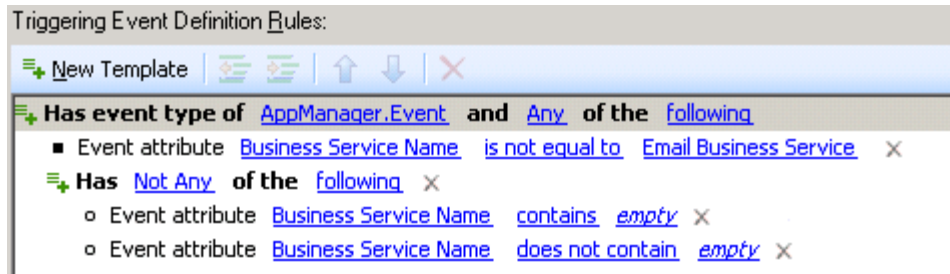 Triggering Event Definition Rules:
New Template
Has event type of AppManager.Event and Any of the following
Event attribute Business Service Name is not equal to Email Business Service
Has Not Any of the following
Event attribute Business Service Name contains empty
Event attribute Business Service Name does not contain empty